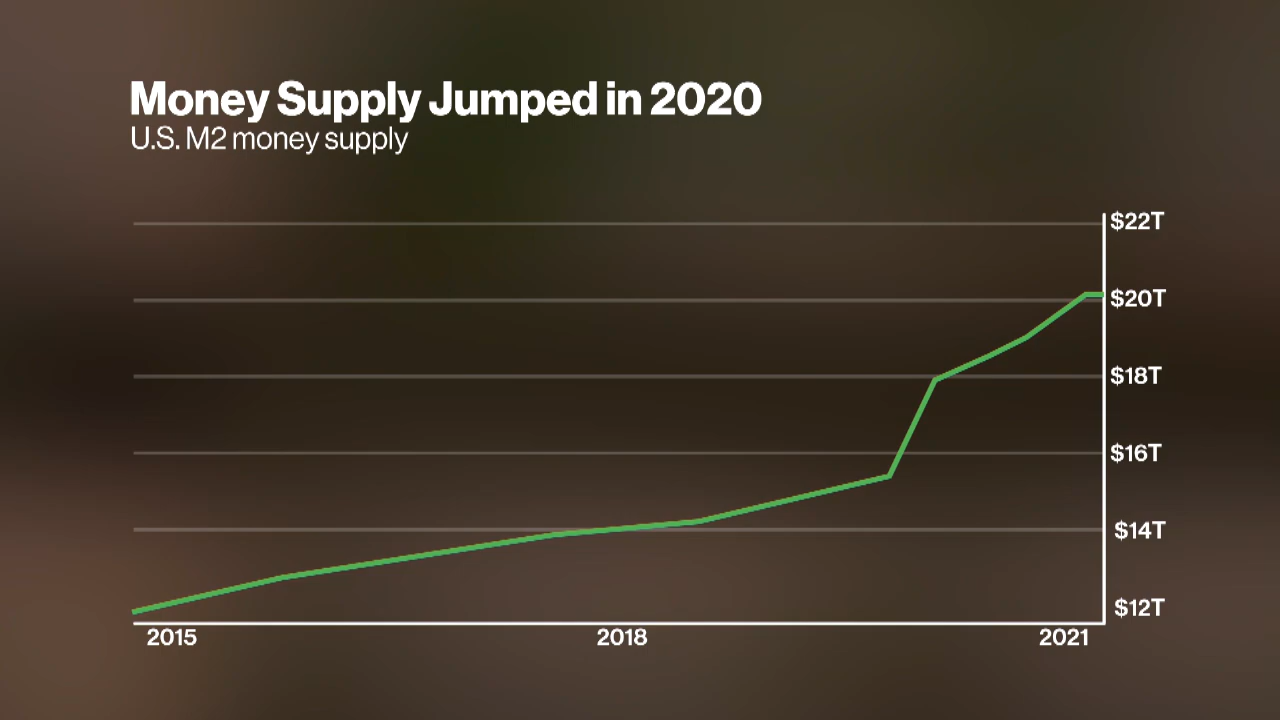 Money Supply Jumped in 2020
U.S. M2 money supply
$22T
$20T
$18T
$16T
$14T
$12T
2015 2018 2021